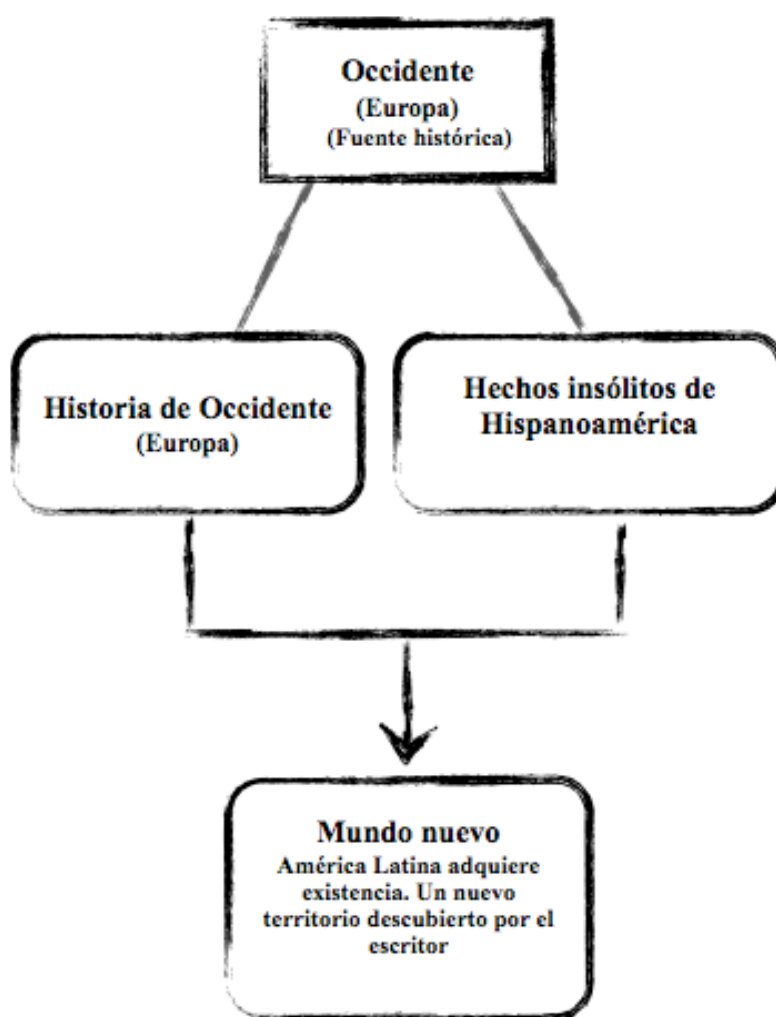 Occidente
(Europa)
(Fuente histórica)
Historia de Occidente
(Europa)
Hechos insólitos de
Hispanoamérica
Mundo nuevo
América Latina adquiere
existencia. Un nuevo
territorio descubierto por el
escritor